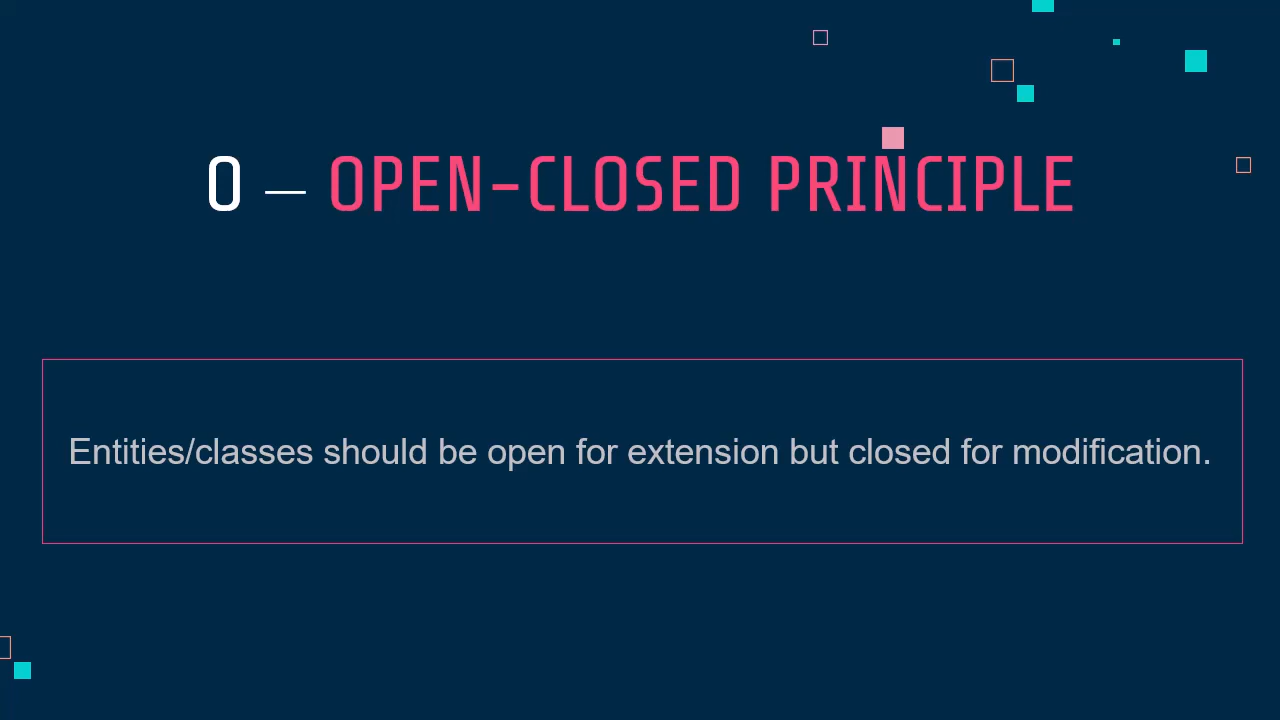 O — OPEN-CLOSED PRINCIPLE
Entities/classes should be open for extension but closed for modification.